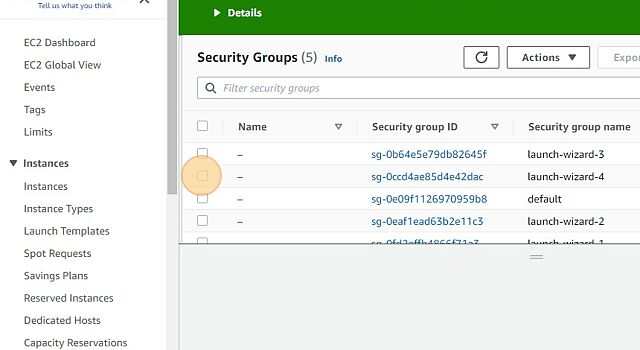 Tell us what you think
EC2 Dashboard
EC2 Global View
Events
Tags
Limits
Instances
Instances
Instance Types
Launch Templates
Spot Requests
Savings Plans
Reserved Instances
Dedicated Hosts
Capacity Reservations
Details
Security Groups (5) Info
Actions
Expor
Filter security groups
Name Security group ID Security group name
– sg-0b64e5e79db82645f launch-wizard-3
– sg-0ccd4ae85d4e42dac launch-wizard-4
– sg-0e09f1126970959b8 default
– sg-0eaf1ead63b2e11c3 launch-wizard-2
– launch-wizard-1